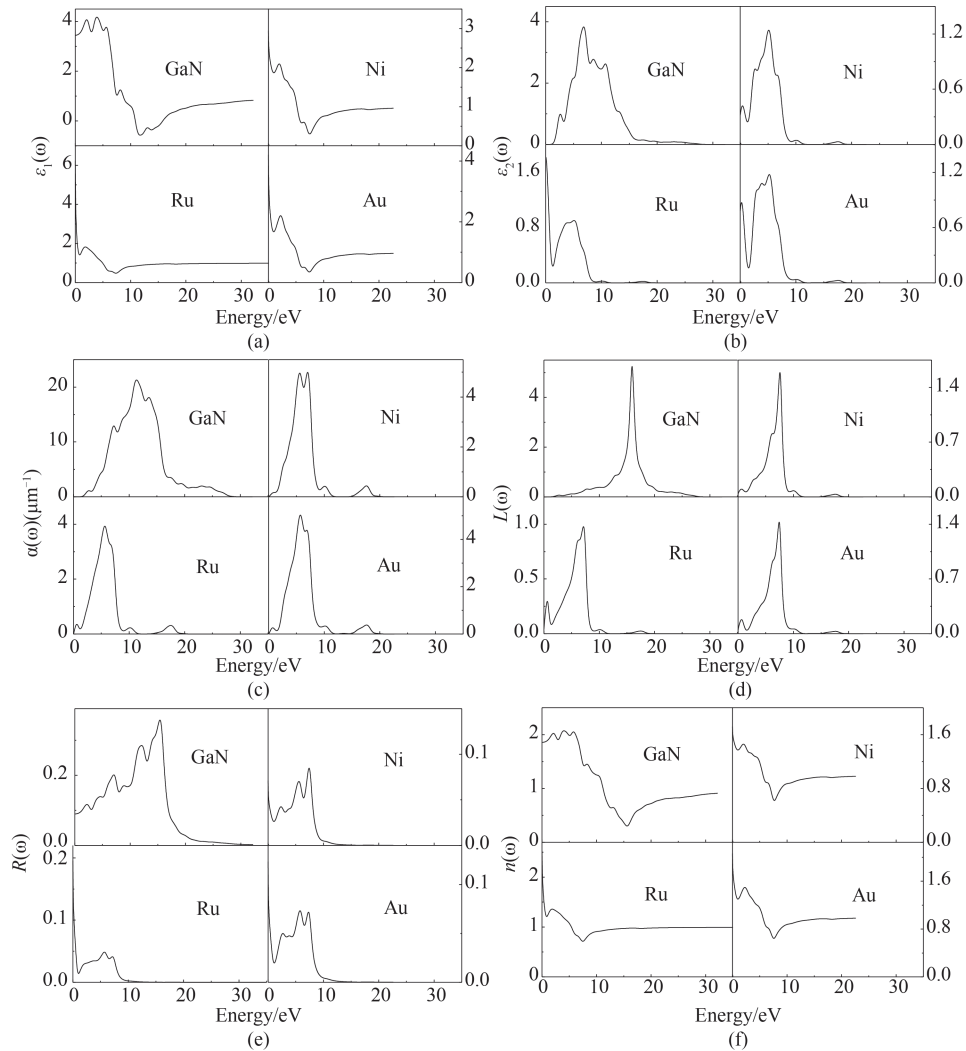 4
2
0
GaN
Ni
3
2
1
0
ε₁(ω)
6
4
2
0
Ru
Au
4
2
0
0 10 20 30 0 10 20 30
Energy/eV
(a)
4
2
0
GaN
Ni
1.2
0.6
0.0
ε₂(ω)
1.6
0.8
0.0
Ru
Au
1.2
0.6
0.0
0 10 20 30 0 10 20 30
Energy/eV
(b)
20
10
0
GaN
Ni
4
2
0
α(ω)(μm⁻¹)
4
2
0
Ru
Au
4
2
0
0 10 20 30 0 10 20 30
Energy/eV
(c)
4
2
0
GaN
Ni
1.4
0.7
0.0
L(ω)
1.0
0.5
0.0
Ru
Au
1.4
0.7
0.0
0 10 20 30 0 10 20 30
Energy/eV
(d)
0.2
0.0
GaN
Ni
0.1
0.0
R(ω)
0.2
0.1
0.0
Ru
Au
0.1
0.0
0 10 20 30 0 10 20 30
Energy/eV
(e)
2
1
0
GaN
Ni
1.6
0.8
0.0
n(ω)
2
1
0
Ru
Au
1.6
0.8
0.0
0 10 20 30 0 10 20 30
Energy/eV
(f)